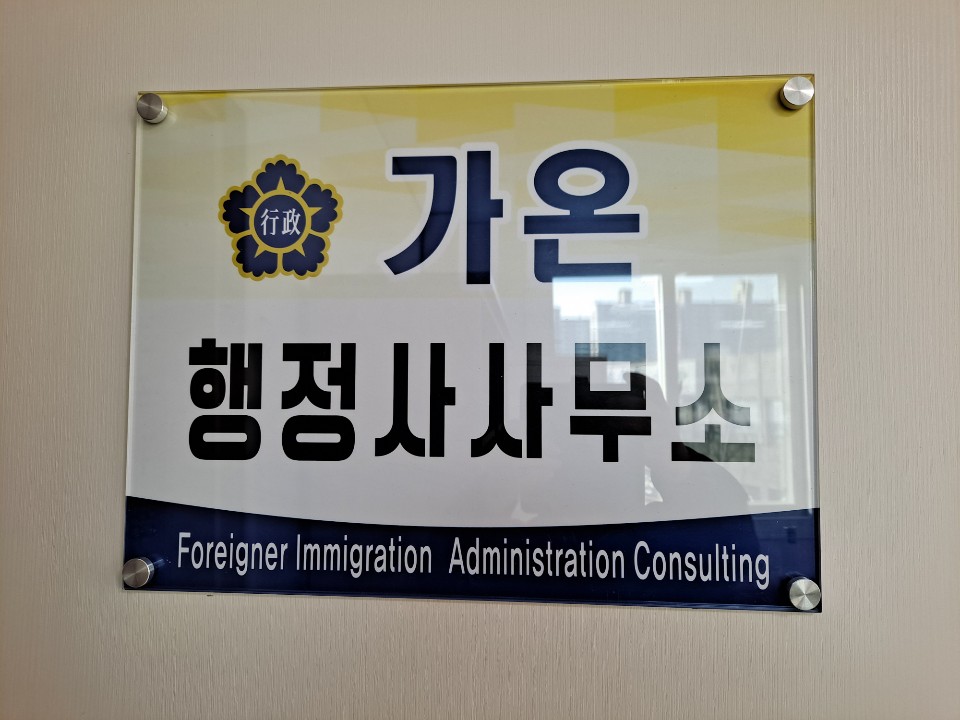 行政 가온
행정사사무소
Foreigner Immigration Administration Consulting